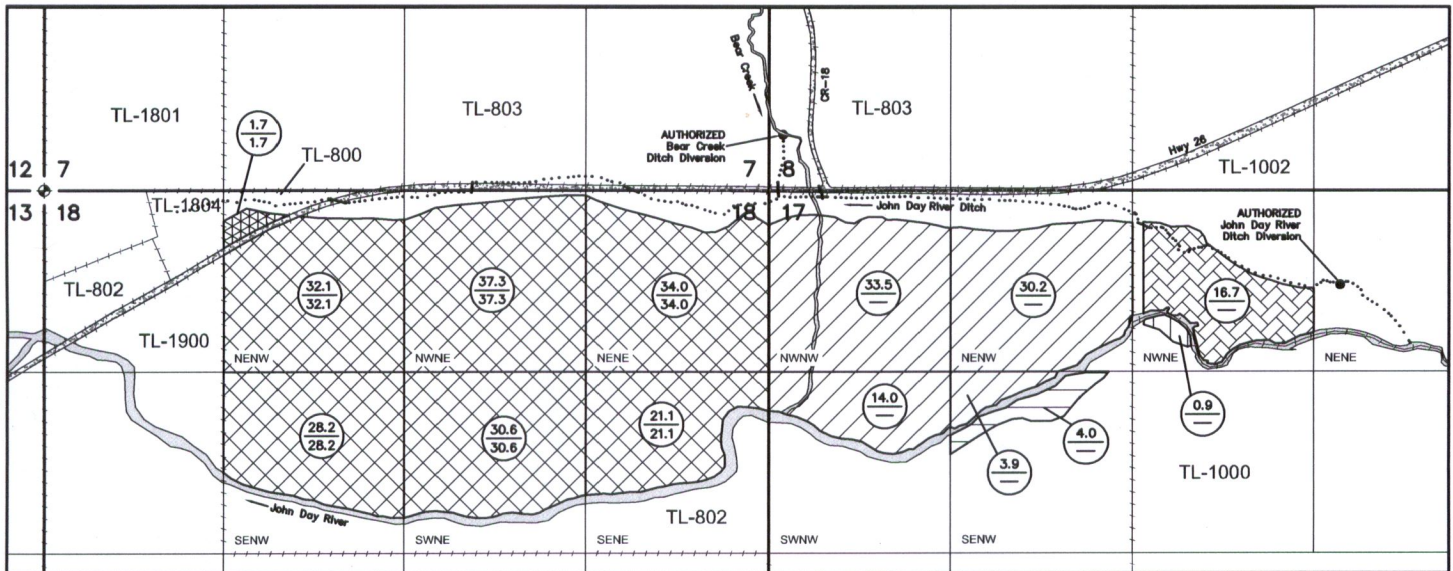 TL-1801
TL-803
TL-803
Bear Creek
CR-18
Hwy 26
1.7
1.7
TL-800
AUTHORIZED
Bear Creek
Ditch Diversion
TL-1002
12 7
7 8
13 18
18 17
TL-1804
John Day River Ditch
AUTHORIZED
John Day River
Ditch Diversion
TL-802
32.1
32.1
37.3
37.3
34.0
34.0
33.5
30.2
16.7
TL-1900
NENW
NWNE
NENE
NWNW
NENW
NWNE
NENE
28.2
28.2
30.6
30.6
21.1
21.1
14.0
3.9
4.0
0.9
TL-1000
John Day River
TL-802
SENW
SWNE
SENE
SWNW
SENW